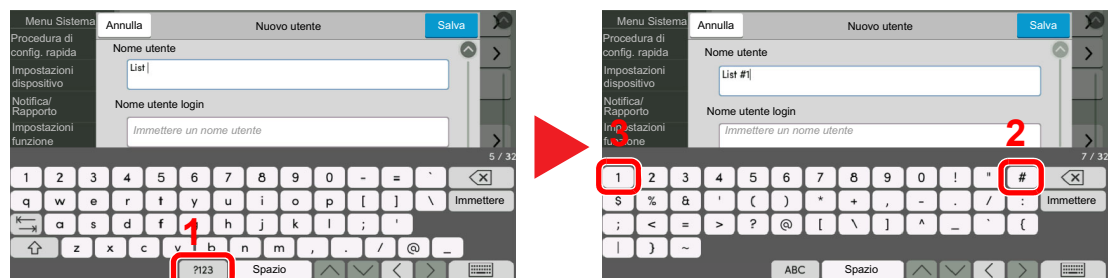 Menu Sistema
Annulla
Nuovo utente
Salva
Procedura di
config. rapida
Nome utente
List
Impostazioni
dispositivo
Notifica/
Rapporto
Nome utente login
Impostazioni
funzione
Immettere un nome utente
5 / 32
1 2 3 4 5 6 7 8 9 0 - = `
q w e r t y u i o p [ ] \ Immettere
a s d f g h j k l ; '
1
z x c v b n m , . / @ _
?123 Spazio
Menu Sistema
Annulla
Nuovo utente
Salva
Procedura di
config. rapida
Nome utente
List #1
Impostazioni
dispositivo
Notifica/
Rapporto
Nome utente login
Impostazioni
funzione
Immettere un nome utente
3
2
7 / 32
1 2 3 4 5 6 7 8 9 0 ! " #
$ % & ' ( ) * + , - . / : Immettere
; < = > ? @ [ \ ] ^ _ ` {
| } ~
ABC Spazio